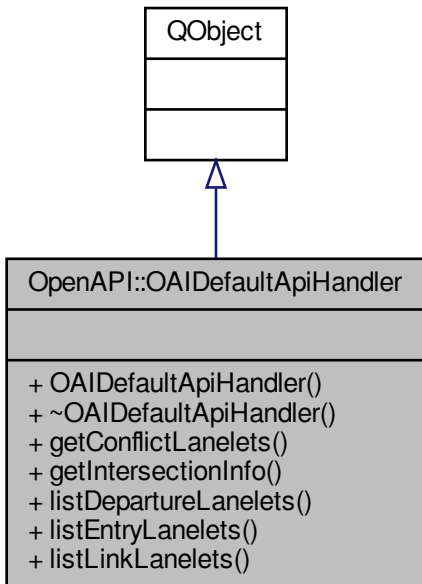 QObject
OpenAPI::OAIDefaultApiHandler
+ OAIDefaultApiHandler()
+ ~OAIDefaultApiHandler()
+ getConflictLanelets()
+ getIntersectionInfo()
+ listDepartureLanelets()
+ listEntryLanelets()
+ listLinkLanelets()